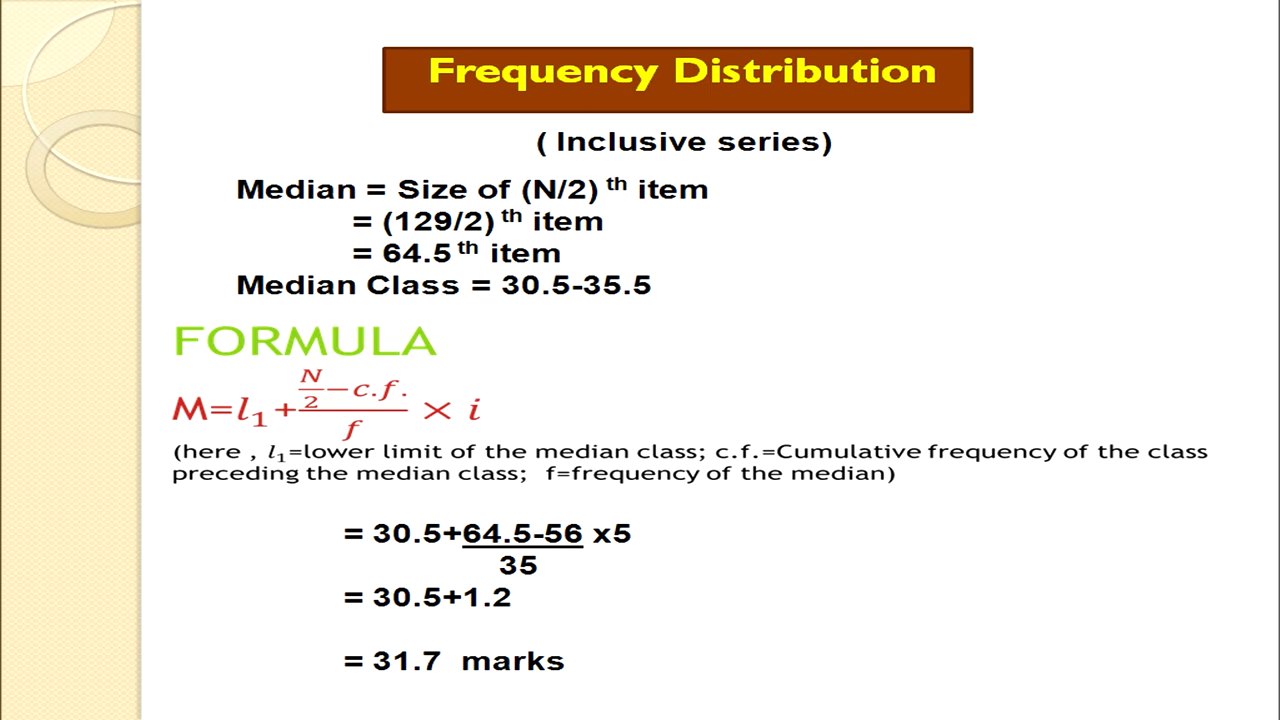 Frequency Distribution
( Inclusive series)
Median = Size of (N/2) th item
= (129/2) th item
= 64.5 th item
Median Class = 30.5-35.5
FORMULA
M=l₁+(N/2−c.f.)/f × i
(here , l₁=lower limit of the median class; c.f.=Cumulative frequency of the class
preceding the median class; f=frequency of the median)
= 30.5+64.5-56 x5
35
= 30.5+1.2
= 31.7 marks